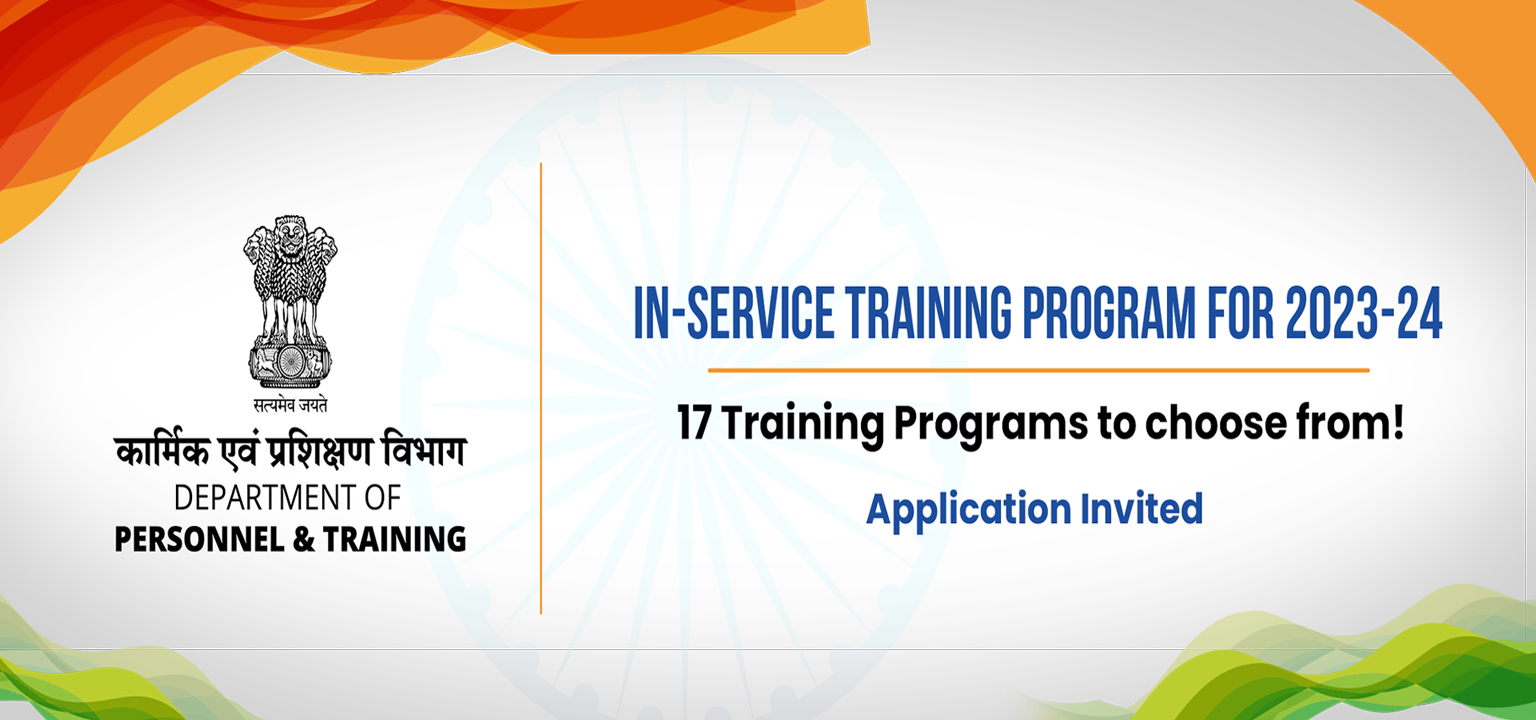 सत्यमेव जयते
कार्मिक एवं प्रशिक्षण विभाग
DEPARTMENT OF
PERSONNEL & TRAINING
IN-SERVICE TRAINING PROGRAM FOR 2023-24
17 Training Programs to choose from!
Application Invited